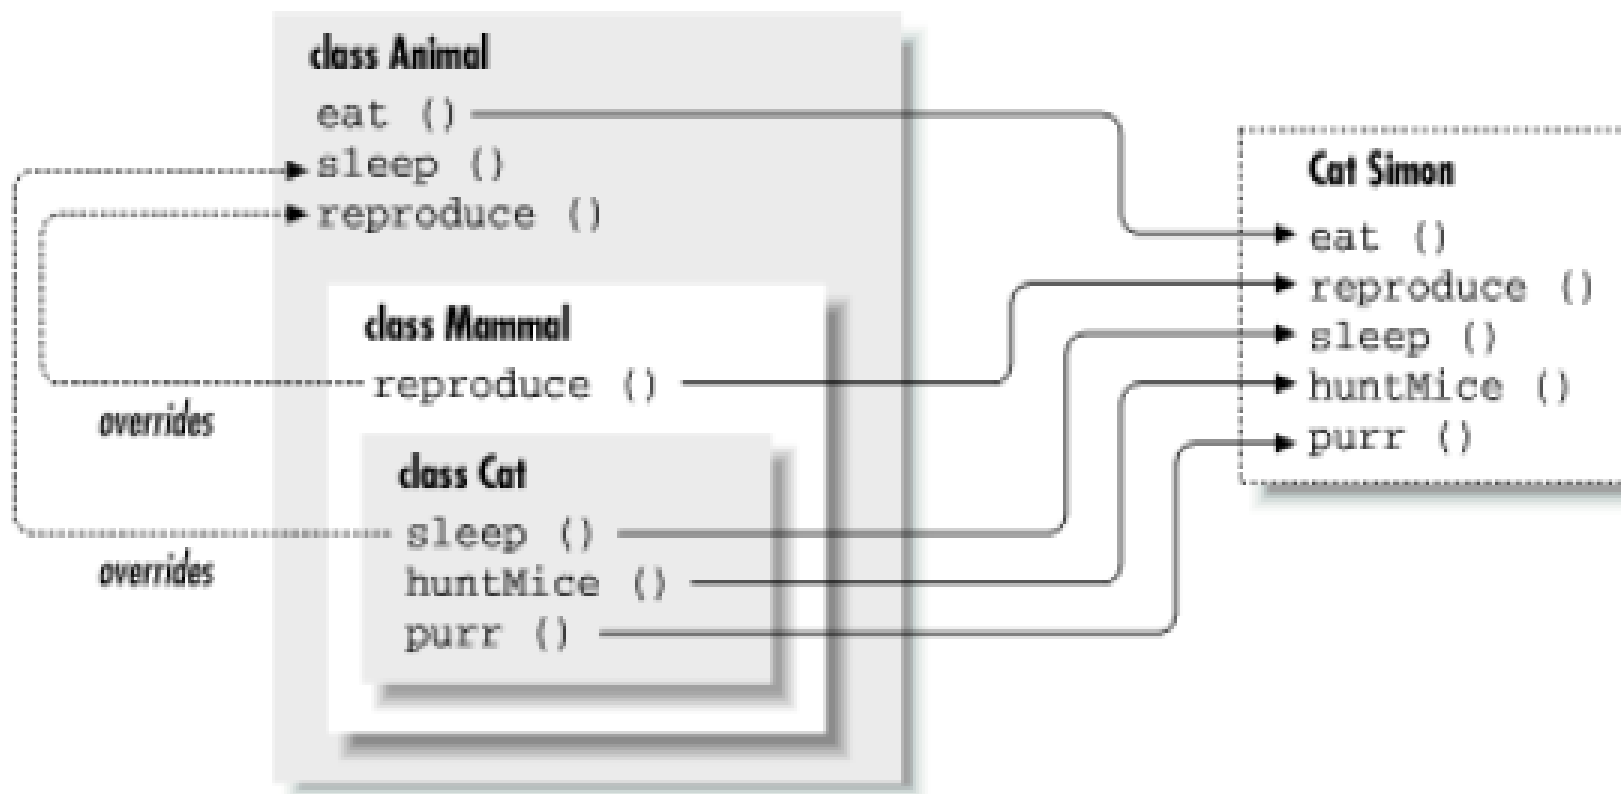 class Animal
eat ()
sleep ()
reproduce ()
class Mammal
reproduce ()
overrides
class Cat
sleep ()
overrides
huntMice ()
purr ()
Cat Simon
eat ()
reproduce ()
sleep ()
huntMice ()
purr ()